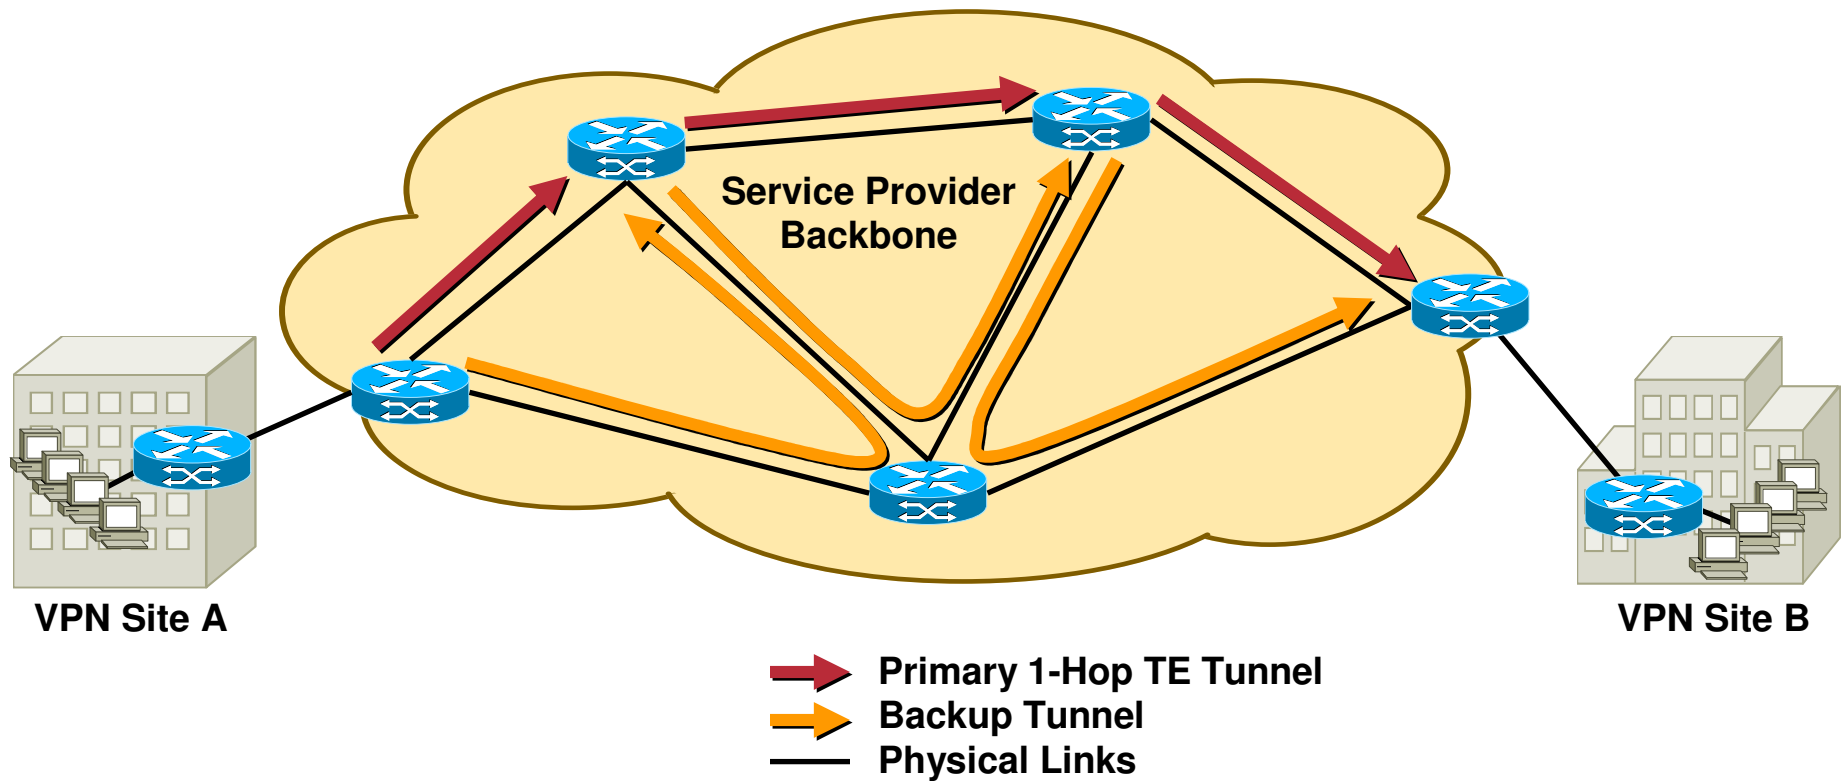 Service Provider
Backbone
VPN Site A
VPN Site B
Primary 1-Hop TE Tunnel
Backup Tunnel
Physical Links